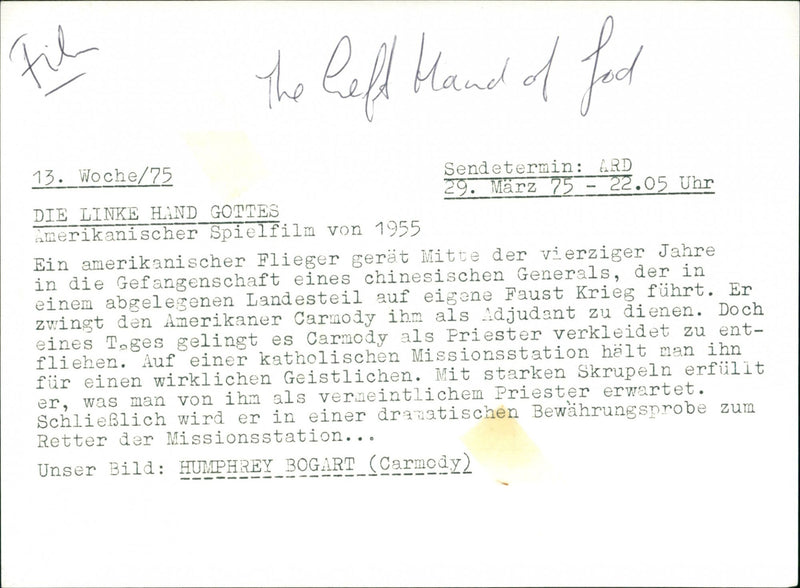 Film
The Left Hand of God
13. Woche/75
Sendetermin: ARD
29. März 75 - 22.05 Uhr
DIE LINKE HAND GOTTES
Amerikanischer Spielfilm von 1955
Ein amerikanischer Flieger gerät Mitte der vierziger Jahre
in die Gefangenschaft eines chinesischen Generals, der in
einem abgelegenen Landesteil auf eigene Faust Krieg führt. Er
zwingt den Amerikaner Carmody ihm als Adjudant zu dienen. Doch
eines Tages gelingt es Carmody als Priester verkleidet zu ent-
fliehen. Auf einer katholischen Missionsstation hält man ihn
für einen wirklichen Geistlichen. Mit starken Skrupeln erfüllt
er, was man von ihm als vermeintlichem Priester erwartet.
Schließlich wird er in einer dramatischen Bewährungsprobe zum
Retter der Missionsstation...
Unser Bild: HUMPHREY BOGART (Carmody)